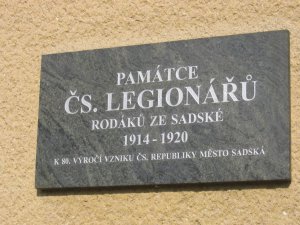 PAMÁTCE
ČS. LEGIONÁŘŮ
RODÁKŮ ZE SADSKÉ
1914 - 1920
K 80. VÝROČÍ VZNIKU ČS. REPUBLIKY MĚSTO SADSKÁ